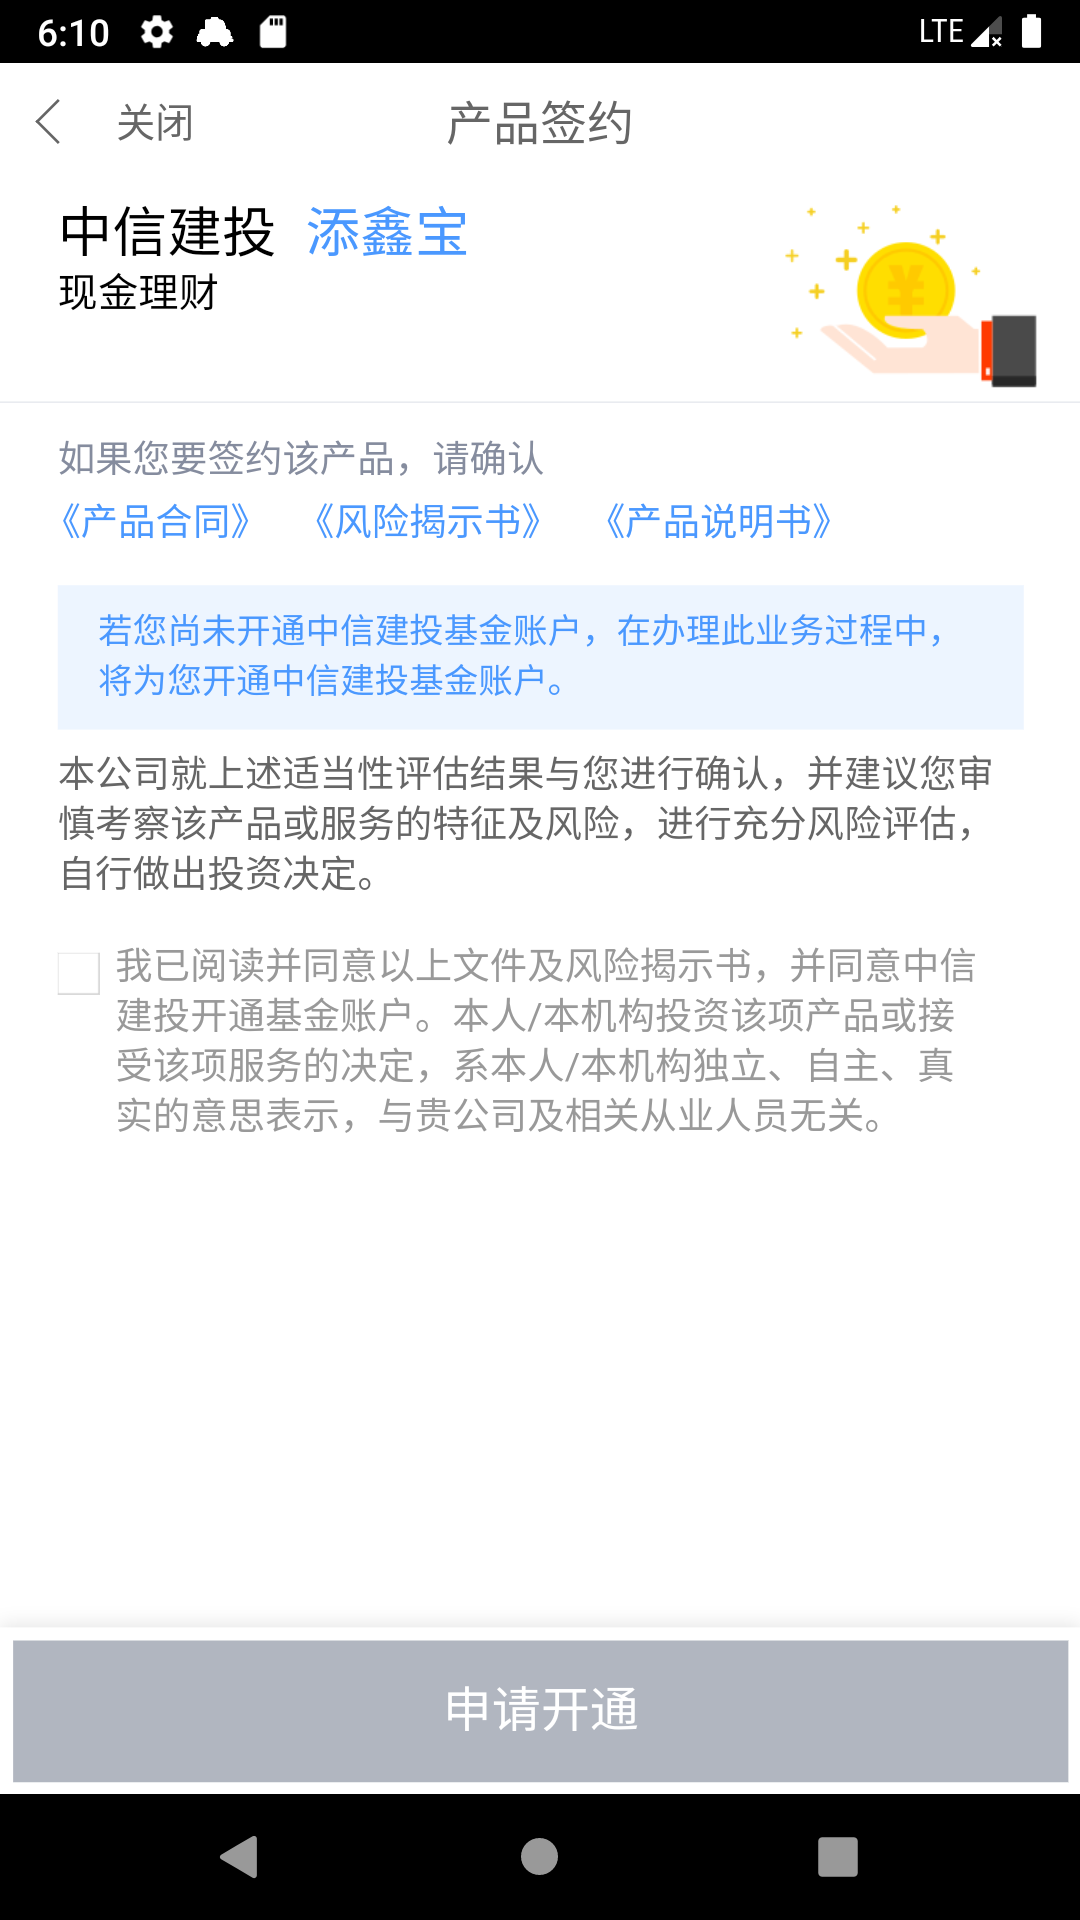 6:10
LTE
关闭
产品签约
中信建投 添鑫宝
现金理财
如果您要签约该产品，请确认
《产品合同》 《风险揭示书》 《产品说明书》
若您尚未开通中信建投基金账户，在办理此业务过程中，
将为您开通中信建投基金账户。
本公司就上述适当性评估结果与您进行确认，并建议您审
慎考察该产品或服务的特征及风险，进行充分风险评估，
自行做出投资决定。
我已阅读并同意以上文件及风险揭示书，并同意中信
建投开通基金账户。本人/本机构投资该项产品或接
受该项服务的决定，系本人/本机构独立、自主、真
实的意思表示，与贵公司及相关从业人员无关。
申请开通